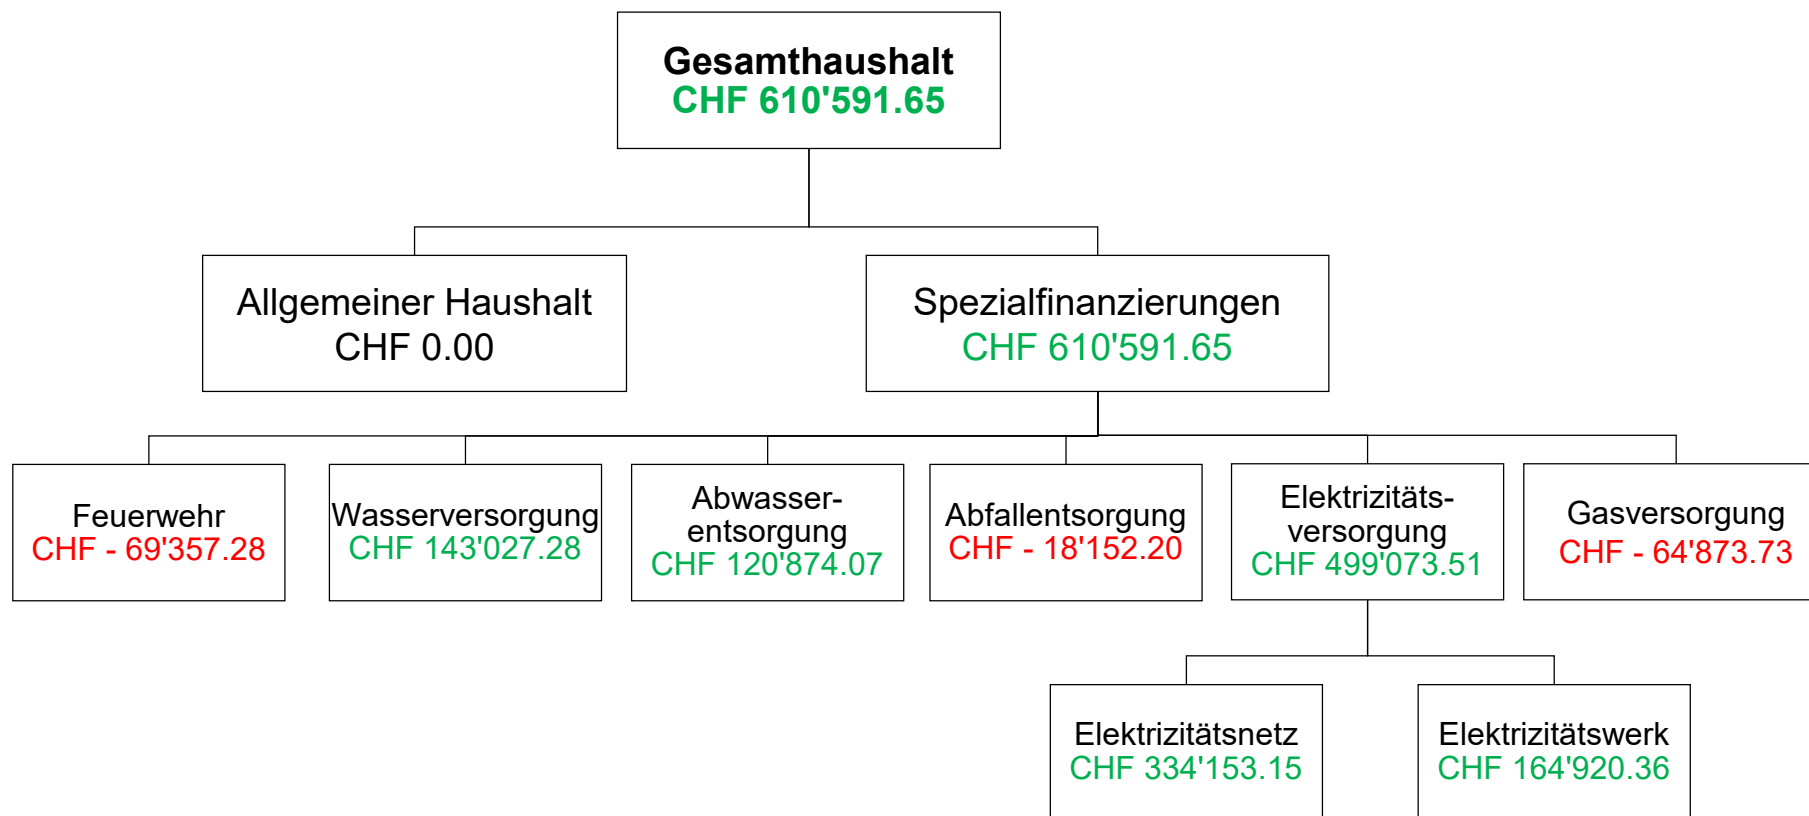 Gesamthaushalt
CHF 610'591.65
Allgemeiner Haushalt
CHF 0.00
Spezialfinanzierungen
CHF 610'591.65
Feuerwehr
CHF - 69'357.28
Wasserversorgung
CHF 143'027.28
Abwasser-
entsorgung
CHF 120'874.07
Abfallentsorgung
CHF - 18'152.20
Elektrizitäts-
versorgung
CHF 499'073.51
Gasversorgung
CHF - 64'873.73
Elektrizitätsnetz
CHF 334'153.15
Elektrizitätswerk
CHF 164'920.36